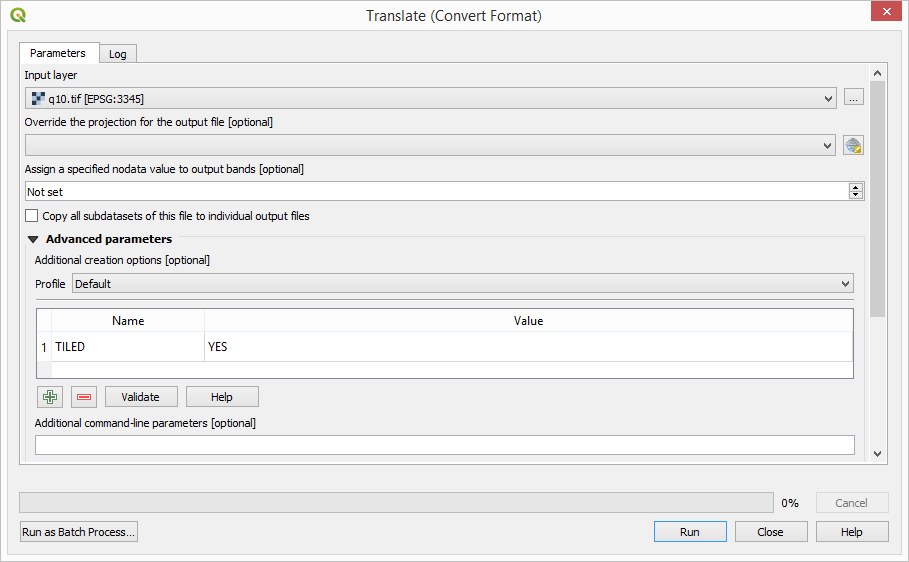 Translate (Convert Format)
Parameters
Log
Input layer
q10.tif [EPSG:3345]
...
Override the projection for the output file [optional]
Assign a specified nodata value to output bands [optional]
Not set
Copy all subdatasets of this file to individual output files
Advanced parameters
Additional creation options [optional]
Profile Default
Name Value
1 TILED YES
Validate Help
Additional command-line parameters [optional]
0% Cancel
Run as Batch Process... Run Close Help